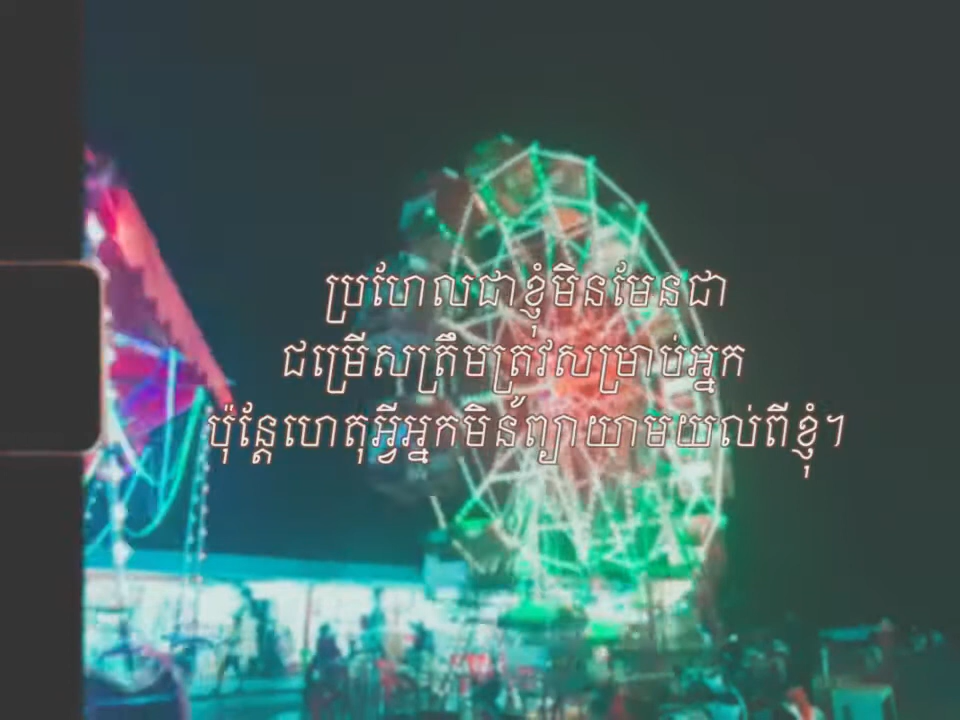 ប្រហែលជាខ្ញុំមិនមែនជា
ជម្រើសត្រឹមត្រូវសម្រាប់អ្នក
ប៉ុន្តែហេតុអ្វីអ្នកមិនព្យាយាមយល់ពីខ្ញុំ។